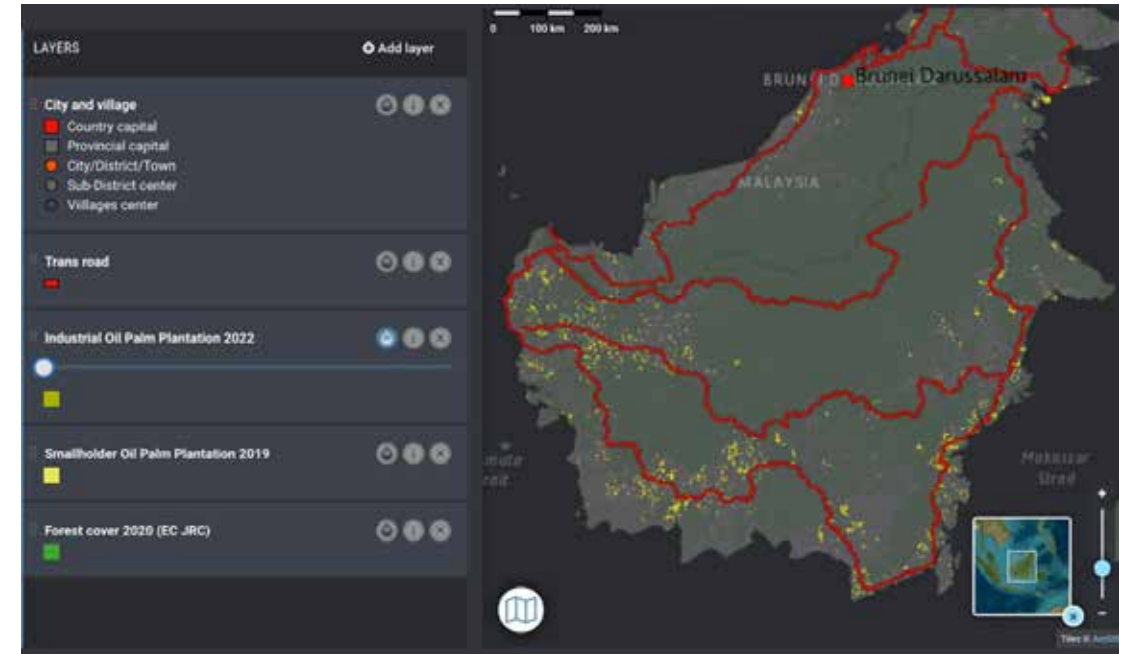 LAYERS
Add layer
City and village
Country capital
Provincial capital
City/District/Town
Sub-District center
Villages center
Trans road
Industrial Oil Palm Plantation 2022
Smallholder Oil Palm Plantation 2019
Forest cover 2020 (EC JRC)
0 100 km 200 km
Brunei Darussalam
MALAYSIA
Makassar
Strait
Tiles ©